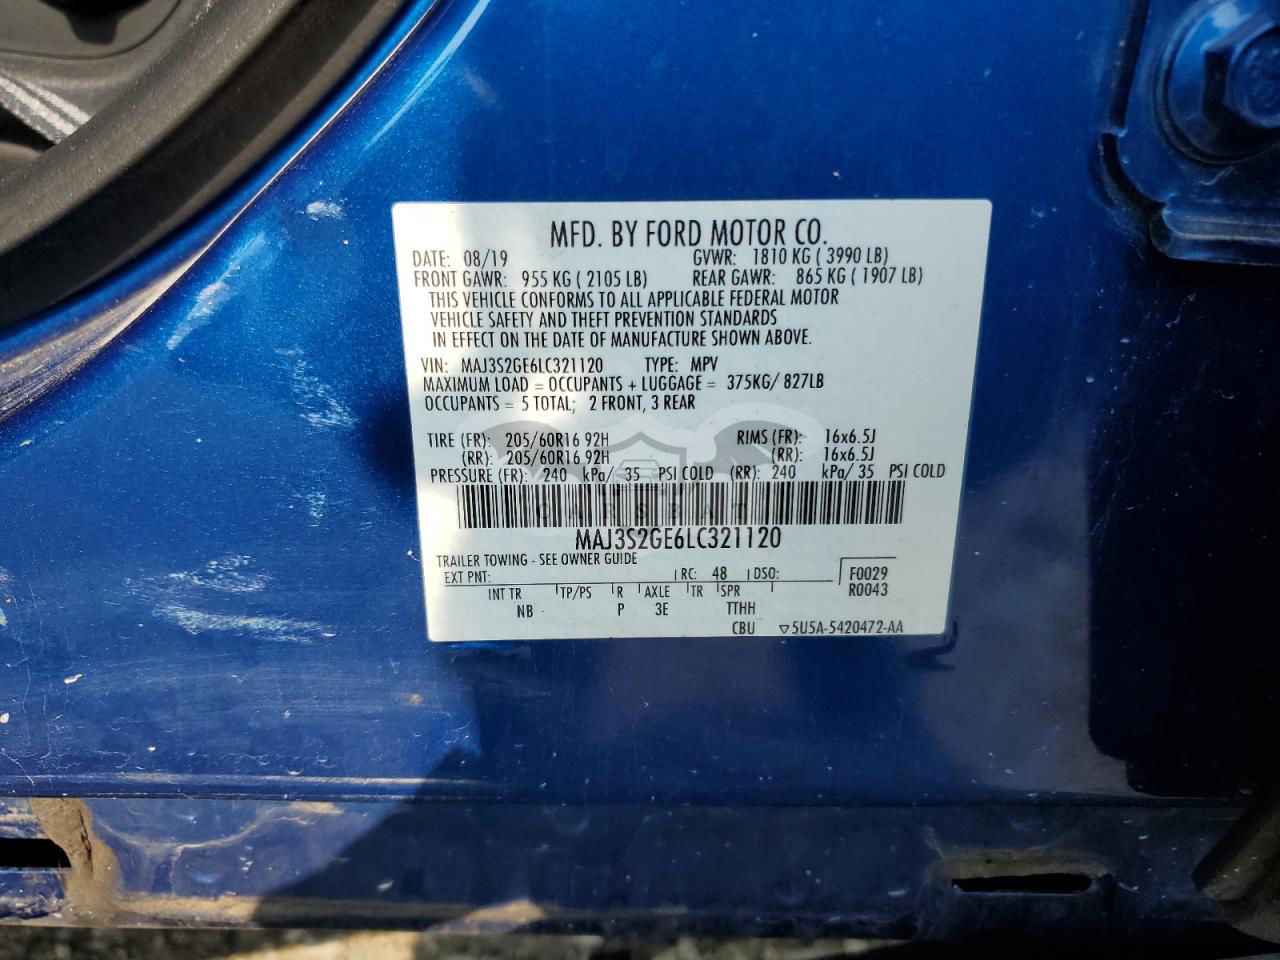 MFD. BY FORD MOTOR CO.
DATE: 08/19 GVWR: 1810 KG ( 3990 LB)
FRONT GAWR: 955 KG ( 2105 LB) REAR GAWR: 865 KG ( 1907 LB)
THIS VEHICLE CONFORMS TO ALL APPLICABLE FEDERAL MOTOR
VEHICLE SAFETY AND THEFT PREVENTION STANDARDS
IN EFFECT ON THE DATE OF MANUFACTURE SHOWN ABOVE.
VIN: MAJ3S2GE6LC321120 TYPE: MPV
MAXIMUM LOAD = OCCUPANTS + LUGGAGE = 375KG/ 827LB
OCCUPANTS = 5 TOTAL; 2 FRONT, 3 REAR
TIRE (FR): 205/60R16 92H RIMS (FR): 16x6.5J
(RR): 205/60R16 92H (RR): 16x6.5J
PRESSURE (FR): 240 kPa/ 35 PSI COLD (RR): 240 kPa/ 35 PSI COLD
CARSBAT
MAJ3S2GE6LC321120
TRAILER TOWING - SEE OWNER GUIDE
EXT PNT: RC: 48 DSO: F0029
R0043
INT TR TP/PS R AXLE TR SPR
NB P 3E TTHH
CBU ▽5U5A-5420472-AA